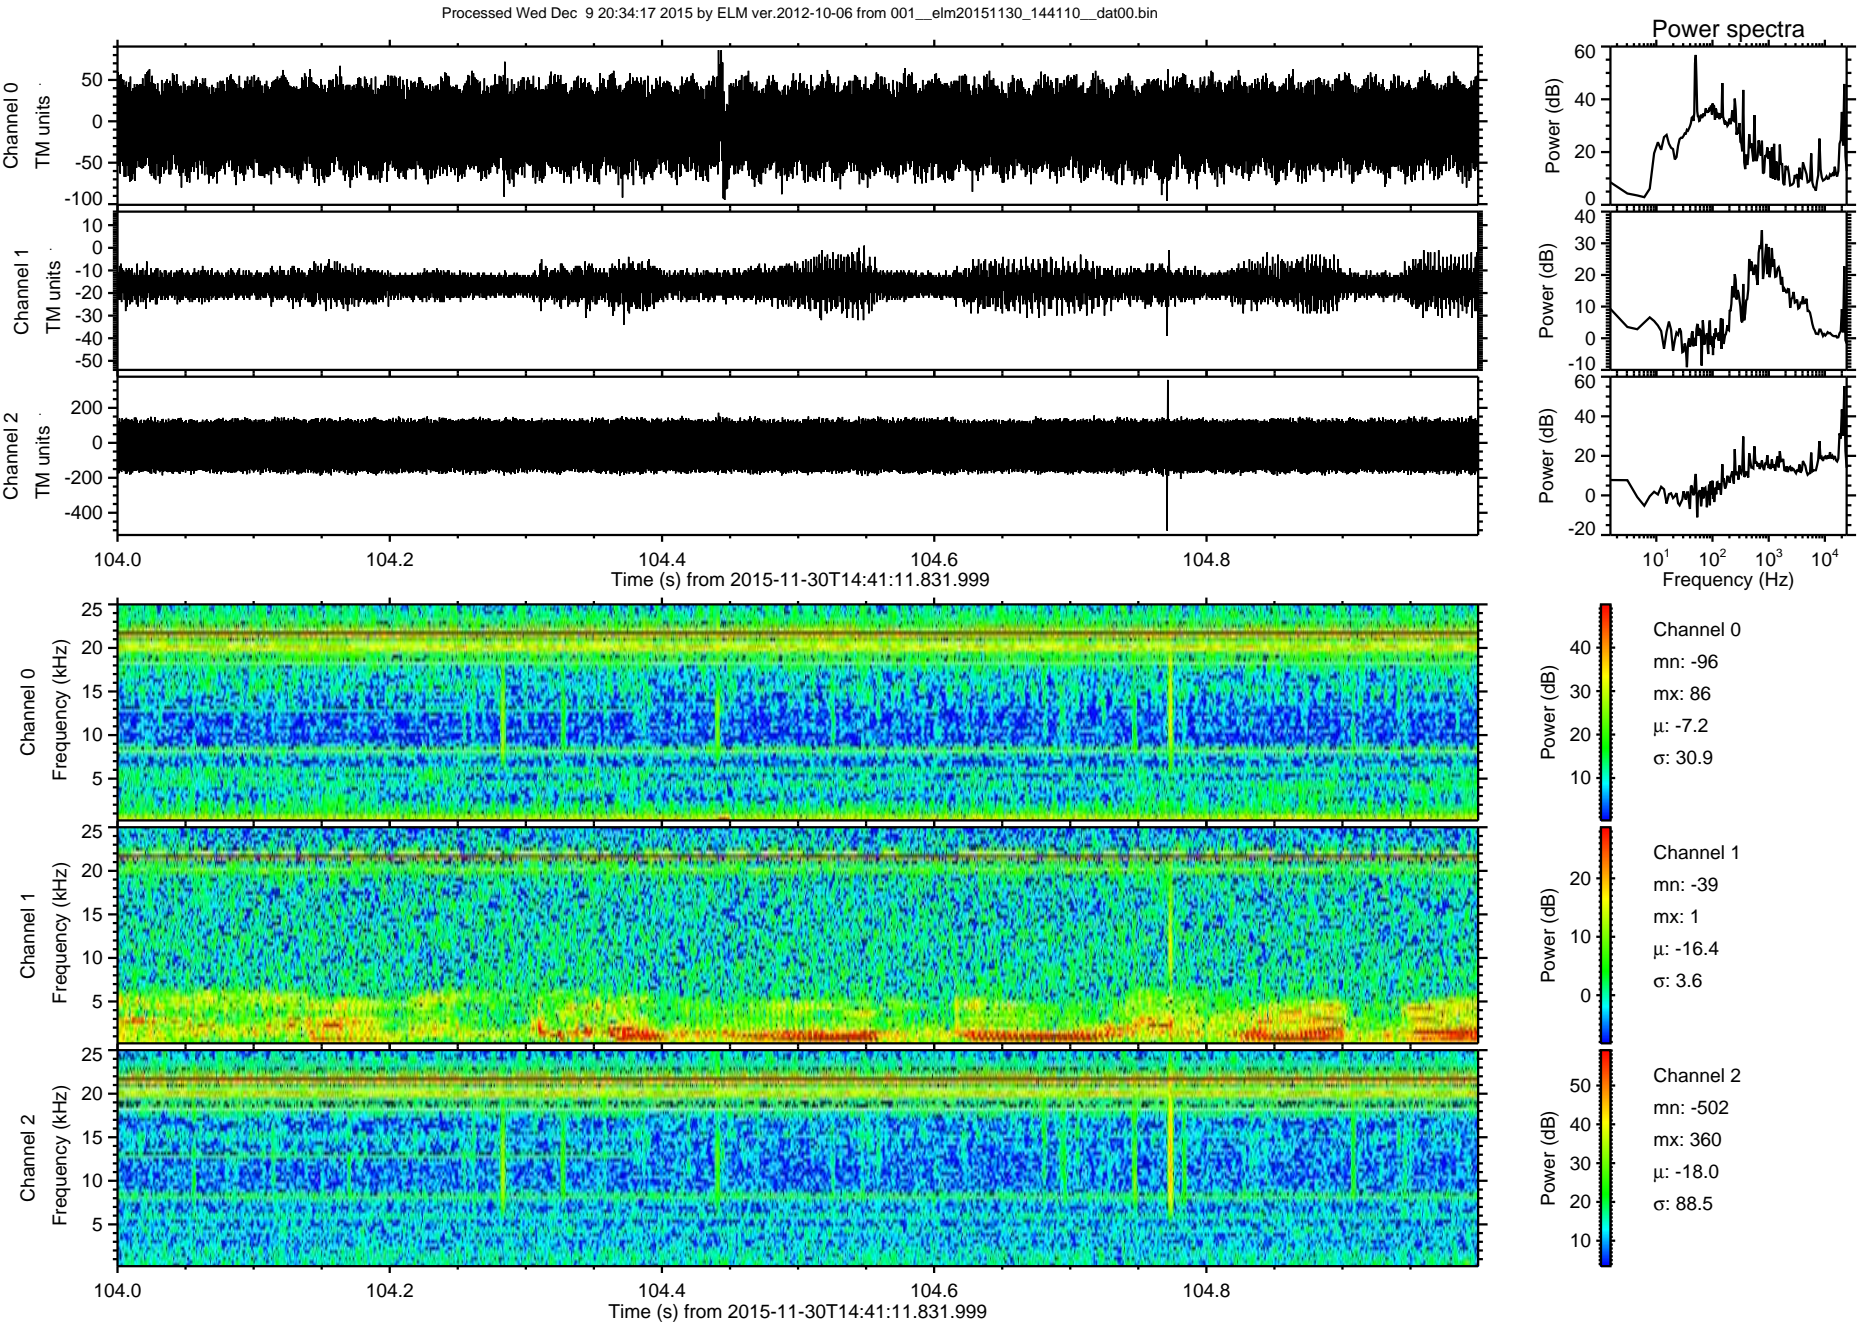 Processed Wed Dec  9 20:34:17 2015 by ELM ver.2012-10-06 from 001__elm20151130_144110__dat00.bin
Power spectra
Channel 0
TM units
50
0
-50
-100
Power (dB)
60
40
20
0
Channel 1
TM units
10
0
-10
-20
-30
-40
-50
Power (dB)
40
30
20
10
0
-10
Channel 2
TM units
200
0
-200
-400
Power (dB)
60
40
20
0
-20
104.0 104.2 104.4 104.6 104.8
Time (s) from 2015-11-30T14:41:11.831.999
10^1 10^2 10^3 10^4
Frequency (Hz)
Channel 0
Frequency (kHz)
25
20
15
10
5
Power (dB)
40
30
20
10
Channel 0
mn: -96
mx: 86
μ: -7.2
σ: 30.9
Channel 1
Frequency (kHz)
25
20
15
10
5
Power (dB)
20
10
0
Channel 1
mn: -39
mx: 1
μ: -16.4
σ: 3.6
Channel 2
Frequency (kHz)
25
20
15
10
5
Power (dB)
50
40
30
20
10
Channel 2
mn: -502
mx: 360
μ: -18.0
σ: 88.5
104.0 104.2 104.4 104.6 104.8
Time (s) from 2015-11-30T14:41:11.831.999